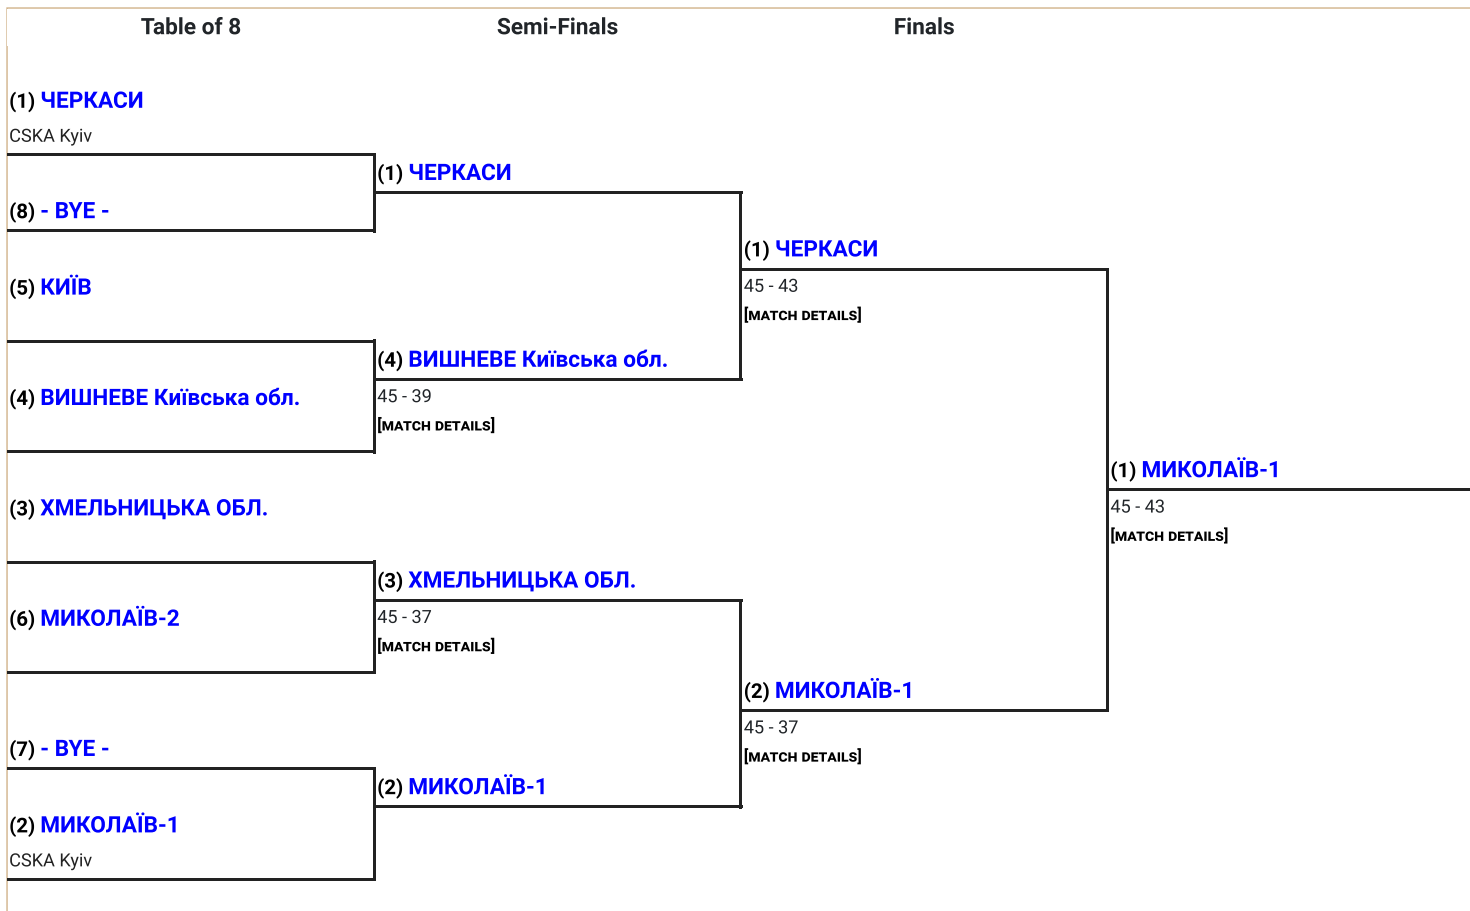 Table of 8
Semi-Finals
Finals
(1) ЧЕРКАСИ
CSKA Kyiv
(8) - BYE -
(5) КИЇВ
(4) ВИШНЕВЕ Київська обл.
(3) ХМЕЛЬНИЦЬКА ОБЛ.
(6) МИКОЛАЇВ-2
(7) - BYE -
(2) МИКОЛАЇВ-1
CSKA Kyiv
(1) ЧЕРКАСИ
(4) ВИШНЕВЕ Київська обл.
45 - 39
[MATCH DETAILS]
(3) ХМЕЛЬНИЦЬКА ОБЛ.
45 - 37
[MATCH DETAILS]
(2) МИКОЛАЇВ-1
(1) ЧЕРКАСИ
45 - 43
[MATCH DETAILS]
(2) МИКОЛАЇВ-1
45 - 37
[MATCH DETAILS]
(1) МИКОЛАЇВ-1
45 - 43
[MATCH DETAILS]